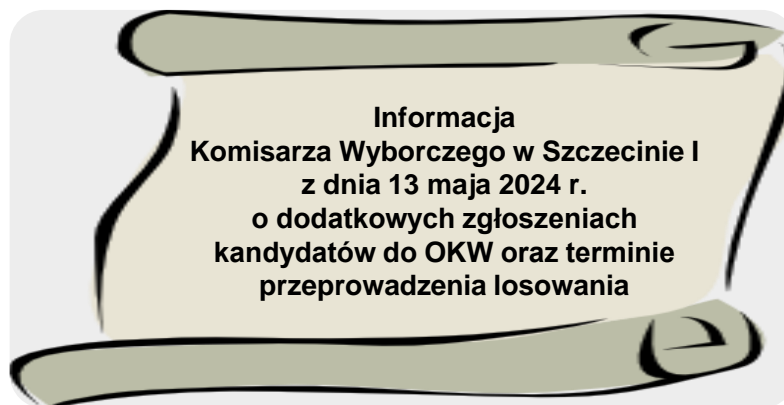 Informacja
Komisarza Wyborczego w Szczecinie I
z dnia 13 maja 2024 r.
o dodatkowych zgłoszeniach
kandydatów do OKW oraz terminie
przeprowadzenia losowania